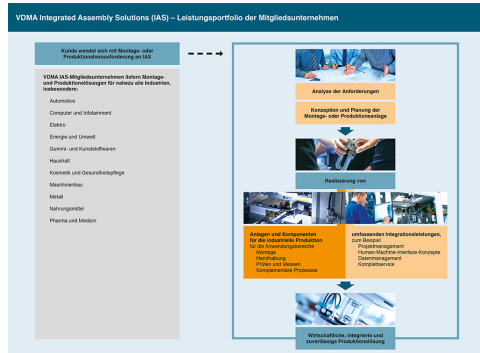 VDMA Integrated Assembly Solutions (IAS) – Leistungsportfolio der Mitgliedsunternehmen
Kunde wendet sich mit Montage- oder
Produktionsherausforderung an IAS
VDMA IAS-Mitgliedsunternehmen liefern Montage-
und Produktionslösungen für nahezu alle Industrien,
insbesondere:
Automotive
Computer und Infotainment
Elektro
Energie und Umwelt
Gummi- und Kunststoffwaren
Haushalt
Kosmetik und Gesundheitspflege
Maschinenbau
Metall
Nahrungsmittel
Pharma und Medizin
Analyse der Anforderungen
Konzeption und Planung der
Montage- oder Produktionsanlage
Realisierung von
Anlagen und Komponenten
für die industrielle Produktion
für die Anwendungsbereiche
Montage
Handhabung
Prüfen und Messen
Komplementäre Prozesse
umfassenden Integrationsleistungen,
zum Beispiel
Projektmanagement
Human-Machine-Interface-Konzepte
Datenmanagement
Komplettservice
Wirtschaftliche, integrierte und
zuverlässige Produktionslösung